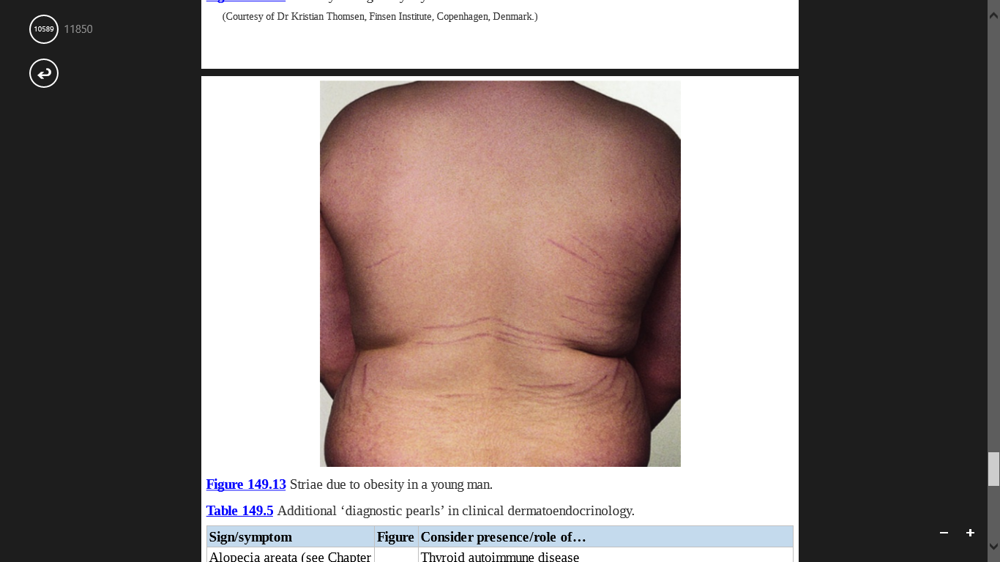 (Courtesy of Dr Kristian Thomsen, Finsen Institute, Copenhagen, Denmark.)
10589 11850
Figure 149.13 Striae due to obesity in a young man.
Table 149.5 Additional ‘diagnostic pearls’ in clinical dermatoendocrinology.
Sign/symptom Figure Consider presence/role of…
Alopecia areata (see Chapter Thyroid autoimmune disease